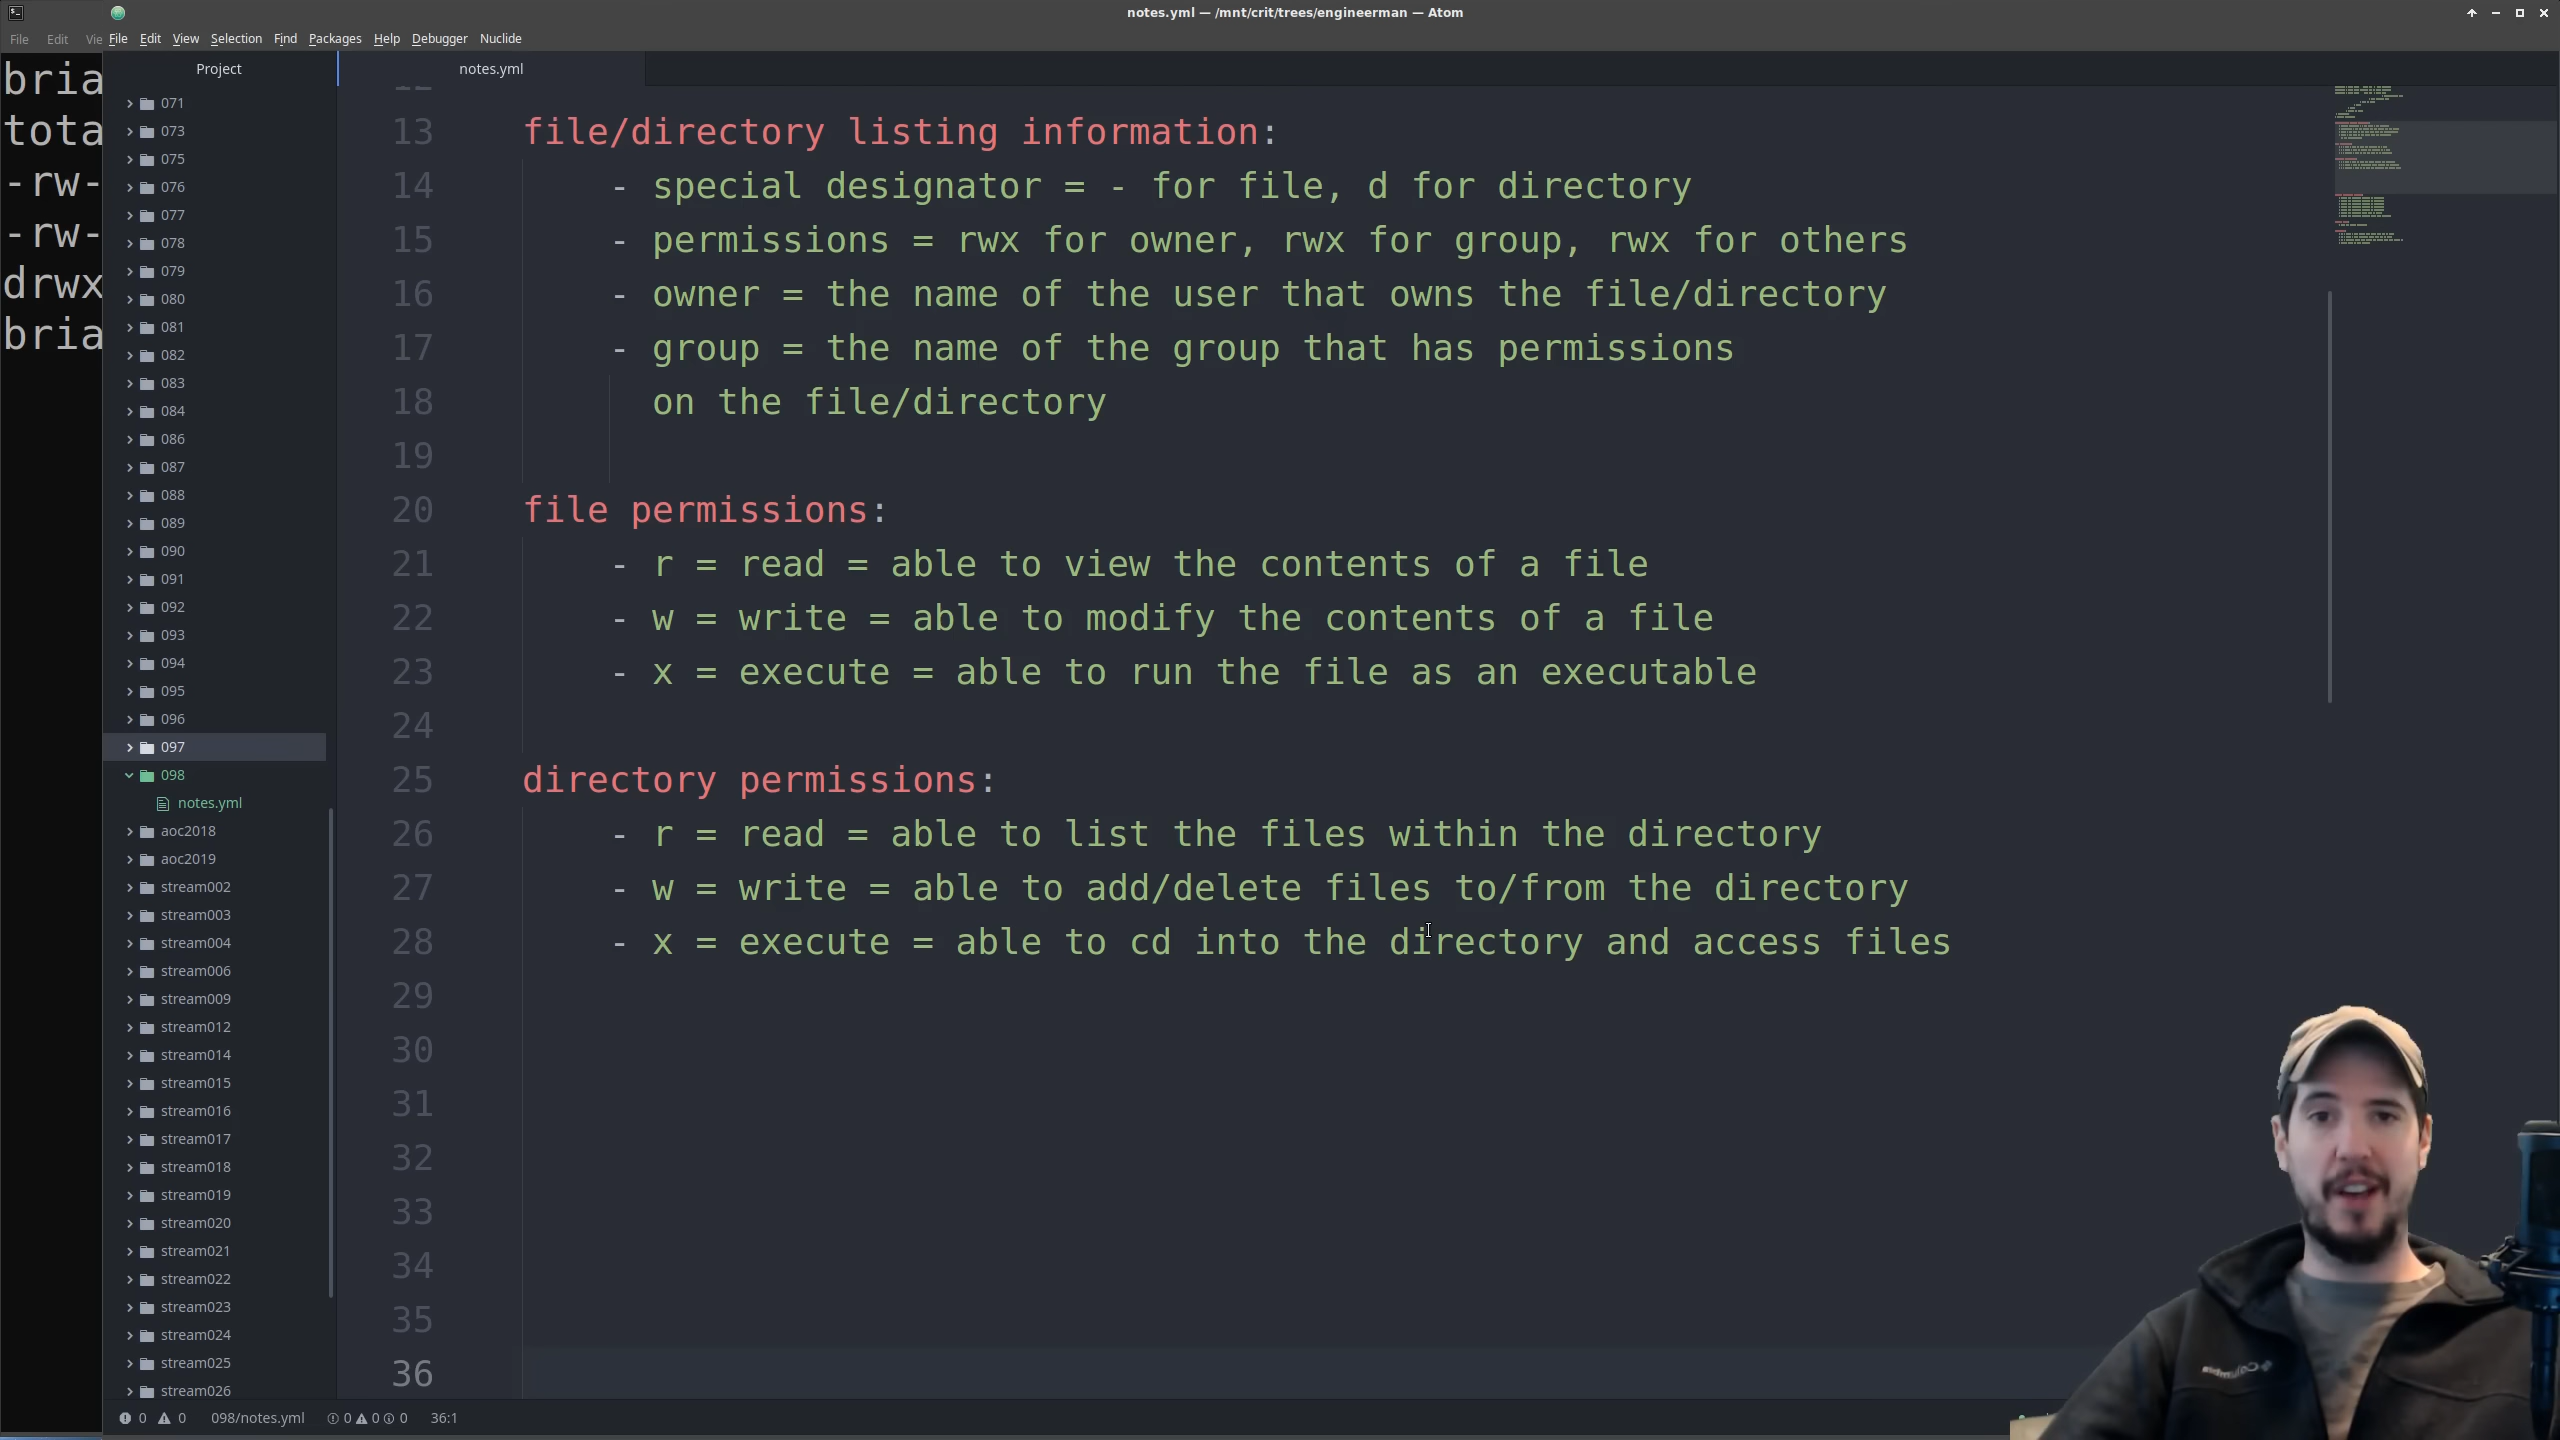 notes.yml — /mnt/crit/trees/engineerman — Atom
File Edit Vie
File Edit View Selection Find Packages Help Debugger Nuclide
Project
notes.yml
bria
tota
-rw-
-rw-
drwx
bria
071
073
075
076
077
078
079
080
081
082
083
084
086
087
088
089
090
091
092
093
094
095
096
097
098
notes.yml
aoc2018
aoc2019
stream002
stream003
stream004
stream006
stream009
stream012
stream014
stream015
stream016
stream017
stream018
stream019
stream020
stream021
stream022
stream023
stream024
stream025
stream026
12
13 file/directory listing information:
14 - special designator = - for file, d for directory
15 - permissions = rwx for owner, rwx for group, rwx for others
16 - owner = the name of the user that owns the file/directory
17 - group = the name of the group that has permissions
18 on the file/directory
19
20 file permissions:
21 - r = read = able to view the contents of a file
22 - w = write = able to modify the contents of a file
23 - x = execute = able to run the file as an executable
24
25 directory permissions:
26 - r = read = able to list the files within the directory
27 - w = write = able to add/delete files to/from the directory
28 - x = execute = able to cd into the directory and access files
29
30
31
32
33
34
35
36
0 0 098/notes.yml 0 0 0 36:1